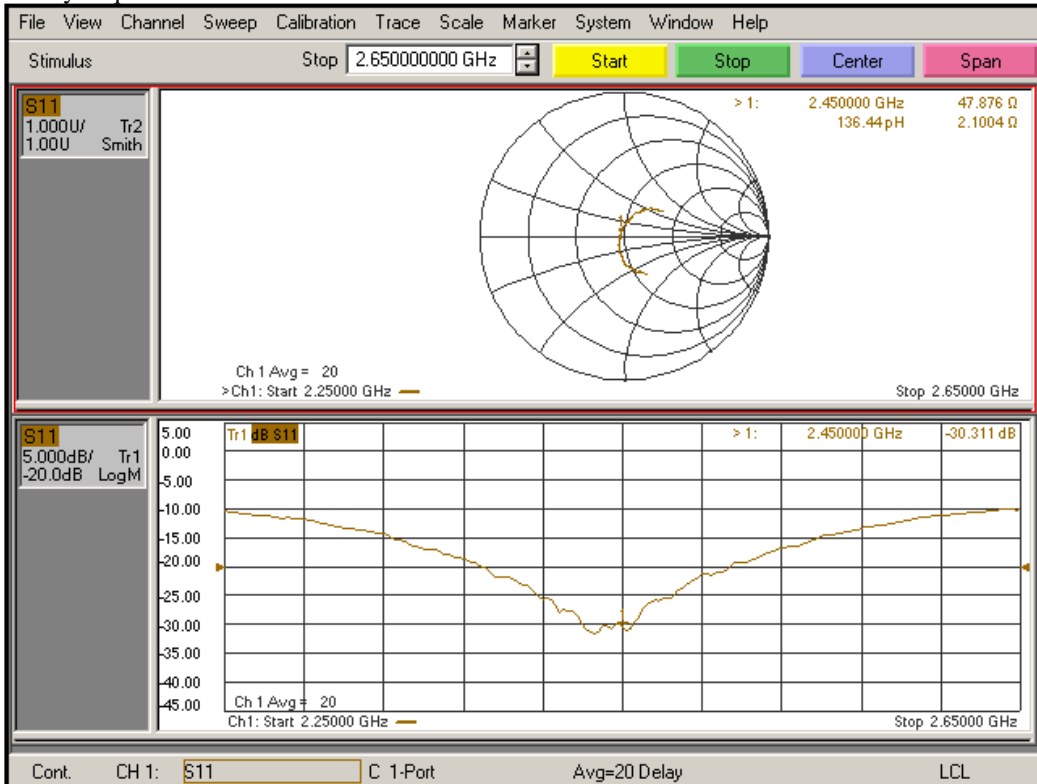 File View Channel Sweep Calibration Trace Scale Marker System Window Help
Stimulus Stop 2.650000000 GHz Start Stop Center Span
S11
1.000U/ Tr2
1.00U Smith
> 1: 2.450000 GHz 47.876 Ω
136.44 pH 2.1004 Ω
Ch 1 Avg = 20
>Ch1: Start 2.25000 GHz
Stop 2.65000 GHz
S11
5.000dB/ Tr1
-20.0dB LogM
5.00
0.00
-5.00
-10.00
-15.00
-20.00
-25.00
-30.00
-35.00
-40.00
-45.00
Tr1 dB S11
> 1: 2.450000 GHz -30.311 dB
Ch 1 Avg = 20
Ch1: Start 2.25000 GHz
Stop 2.65000 GHz
Cont. CH 1: S11 C 1-Port Avg=20 Delay LCL